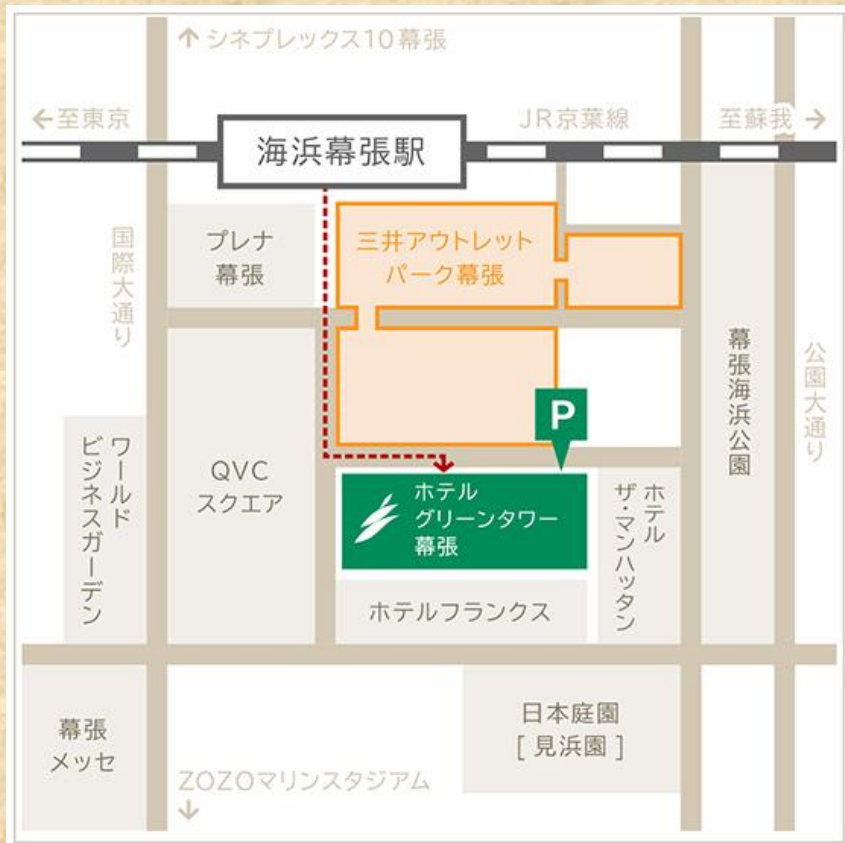 ↑ シネプレックス10幕張
← 至東京
JR京葉線
至蘇我 →
海浜幕張駅
国際大通り
プレナ
幕張
三井アウトレット
パーク幕張
幕張海浜公園
公園大通り
P
ワールド
ビジネスガーデン
QVC
スクエア
ホテル
グリーンタワー
幕張
ホテル
ザ・マンハッタン
ホテルフランクス
幕張
メッセ
日本庭園
[ 見浜園 ]
ZOZOマリンスタジアム
↓